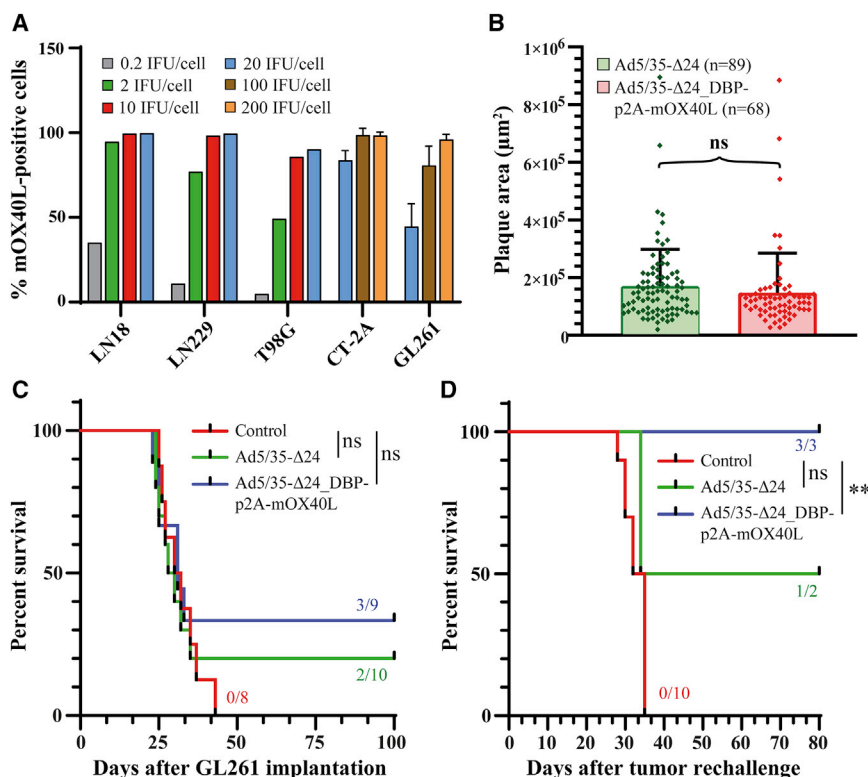 A
% mOX40L-positive cells
150
100
50
0
0.2 IFU/cell
2 IFU/cell
10 IFU/cell
20 IFU/cell
100 IFU/cell
200 IFU/cell
LN18
LN229
T98G
CT-2A
GL261
B
Plaque area (µm²)
1×10⁶
8×10⁵
6×10⁵
4×10⁵
2×10⁵
0
Ad5/35-Δ24 (n=89)
Ad5/35-Δ24_DBP-
p2A-mOX40L
(n=68)
ns
C
Percent survival
100
50
0
Control
Ad5/35-Δ24
Ad5/35-Δ24_DBP-
p2A-mOX40L
ns
ns
3/9
2/10
0/8
0
25
50
75
100
Days after GL261 implantation
D
Percent survival
100
50
0
3/3
Control
Ad5/35-Δ24
Ad5/35-Δ24_DBP-
p2A-mOX40L
ns
**
1/2
0/10
0
10
20
30
40
50
60
70
80
Days after tumor rechallenge